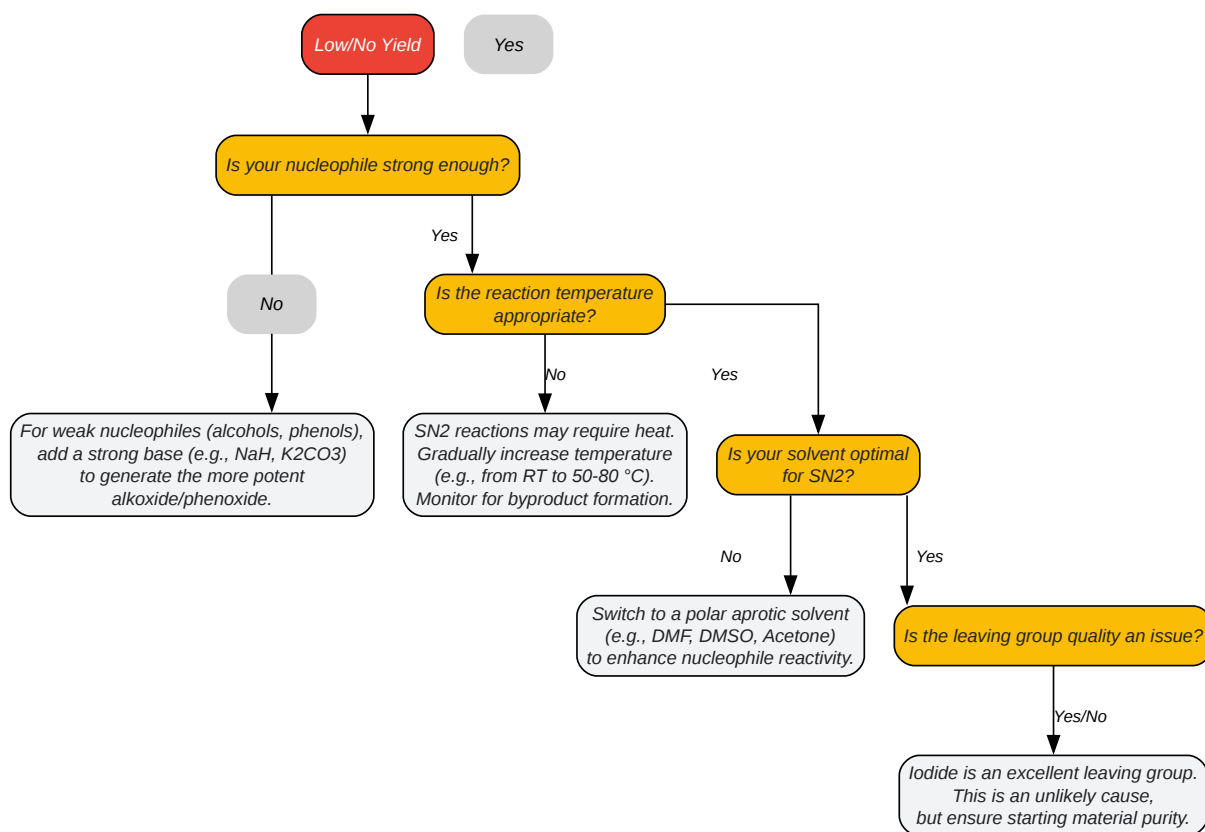 Low/No Yield
Yes
Is your nucleophile strong enough?
Yes
No
Is the reaction temperature
appropriate?
No
Yes
For weak nucleophiles (alcohols, phenols),
add a strong base (e.g., NaH, K2CO3)
to generate the more potent
alkoxide/phenoxide.
SN2 reactions may require heat.
Gradually increase temperature
(e.g., from RT to 50-80 °C).
Monitor for byproduct formation.
Is your solvent optimal
for SN2?
No
Yes
Switch to a polar aprotic solvent
(e.g., DMF, DMSO, Acetone)
to enhance nucleophile reactivity.
Is the leaving group quality an issue?
Yes/No
Iodide is an excellent leaving group.
This is an unlikely cause,
but ensure starting material purity.